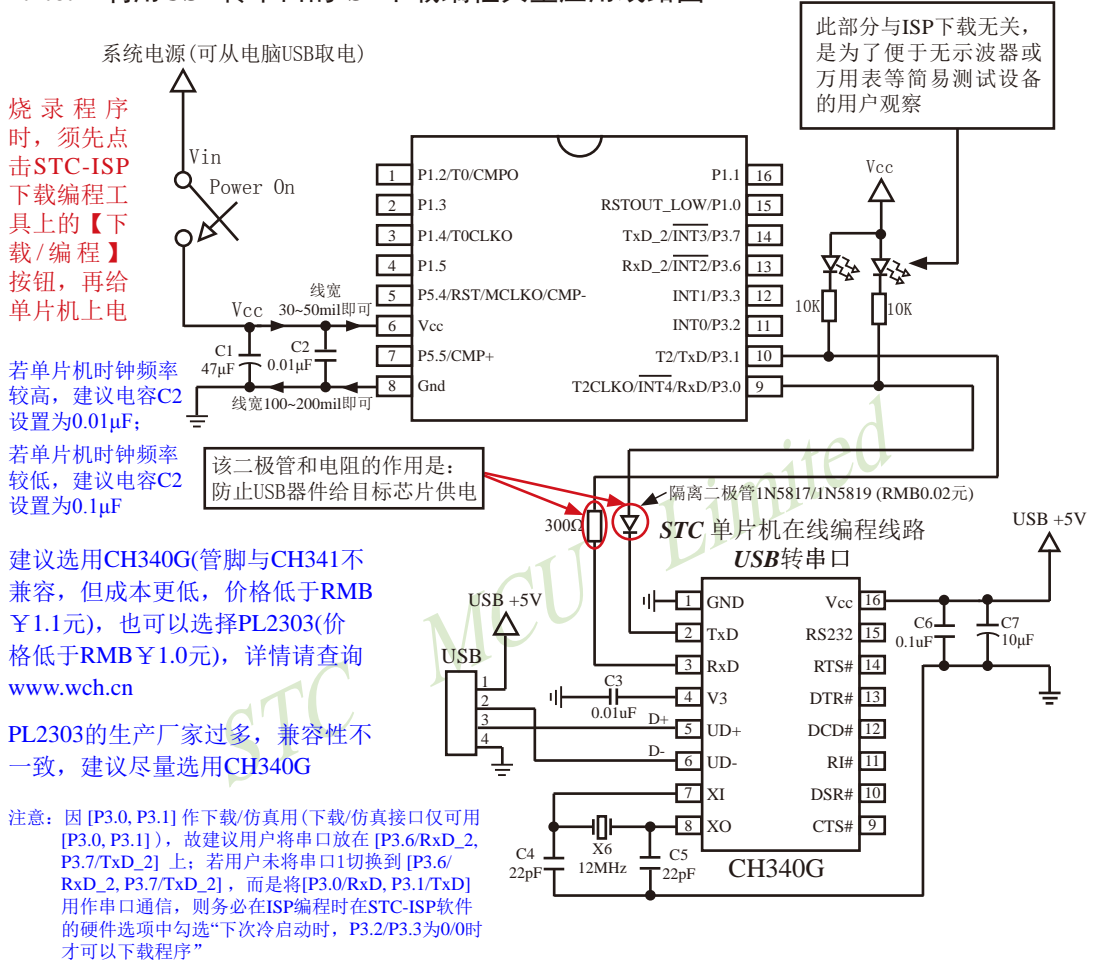 系统电源(可从电脑USB取电)
此部分与ISP下载无关，
是为了便于无示波器或
万用表等简易测试设备
的用户观察
烧录程序
时，须先点
击STC-ISP
下载编程工
具上的【下
载/编程】
按钮，再给
单片机上电
Vin
Power On
Vcc
线宽
30~50mil即可
C1
47μF
C2
0.01μF
线宽100~200mil即可
1 P1.2/T0/CMPO
2 P1.3
3 P1.4/T0CLKO
4 P1.5
5 P5.4/RST/MCLKO/CMP-
6 Vcc
7 P5.5/CMP+
8 Gnd
P1.1 16
RSTOUT_LOW/P1.0 15
TxD_2/INT3/P3.7 14
RxD_2/INT2/P3.6 13
INT1/P3.3 12
INT0/P3.2 11
T2/TxD/P3.1 10
T2CLKO/INT4/RxD/P3.0 9
Vcc
10K
10K
若单片机时钟频率
较高，建议电容C2
设置为0.01μF；
若单片机时钟频率
较低，建议电容C2
设置为0.1μF
该二极管和电阻的作用是：
防止USB器件给目标芯片供电
隔离二极管1N5817/1N5819 (RMB0.02元)
300Ω
STC 单片机在线编程线路
USB转串口
USB +5V
建议选用CH340G(管脚与CH341不
兼容，但成本更低，价格低于RMB
￥1.1元)，也可以选择PL2303(价
格低于RMB￥1.0元)，详情请查询
www.wch.cn
PL2303的生产厂家过多，兼容性不
一致，建议尽量选用CH340G
USB +5V
USB
1
2
3
4
C3
0.01uF
D+
D-
1 GND
2 TxD
3 RxD
4 V3
5 UD+
6 UD-
7 XI
8 XO
Vcc 16
RS232 15
RTS# 14
DTR# 13
DCD# 12
RI# 11
DSR# 10
CTS# 9
CH340G
C6
0.1uF
C7
10μF
C4
22pF
X6
12MHz
C5
22pF
注意：因 [P3.0, P3.1] 作下载/仿真用(下载/仿真接口仅可用
[P3.0, P3.1] )，故建议用户将串口放在 [P3.6/RxD_2,
P3.7/TxD_2] 上；若用户未将串口1切换到 [P3.6/
RxD_2, P3.7/TxD_2] ，而是将[P3.0/RxD, P3.1/TxD]
用作串口通信，则务必在ISP编程时在STC-ISP软件
的硬件选项中勾选“下次冷启动时，P3.2/P3.3为0/0时
才可以下载程序”
STC MCU Limited